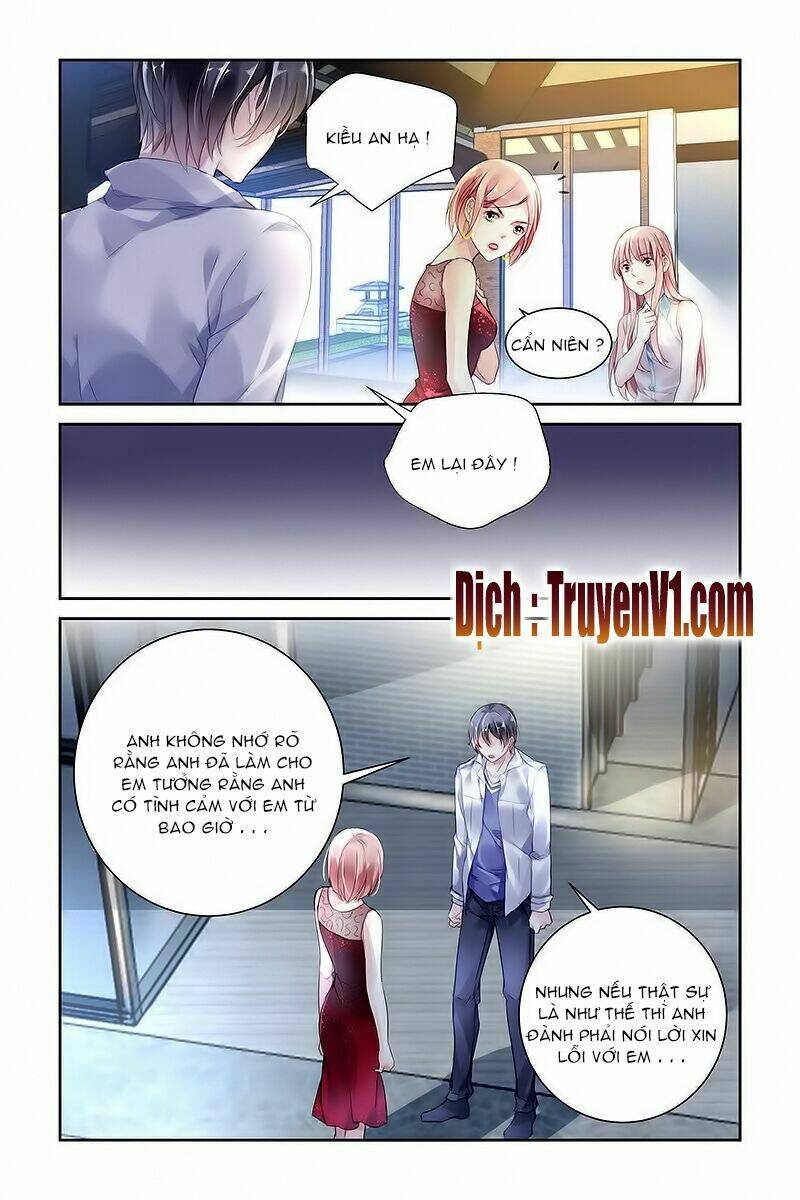 KIỀU AN HẠ !
CẨN NIÊN ?
EM LẠI ĐÂY !
Dịch : TruyenV1.com
ANH KHÔNG NHỚ RÕ
RẰNG ANH ĐÃ LÀM CHO
EM TƯỞNG RẰNG ANH
CÓ TÌNH CẢM VỚI EM TỪ
BAO GIỜ . . .
NHƯNG NẾU THẬT SỰ
LÀ NHƯ THẾ THÌ ANH
ĐÀNH PHẢI NÓI LỜI XIN
LỖI VỚI EM . . .